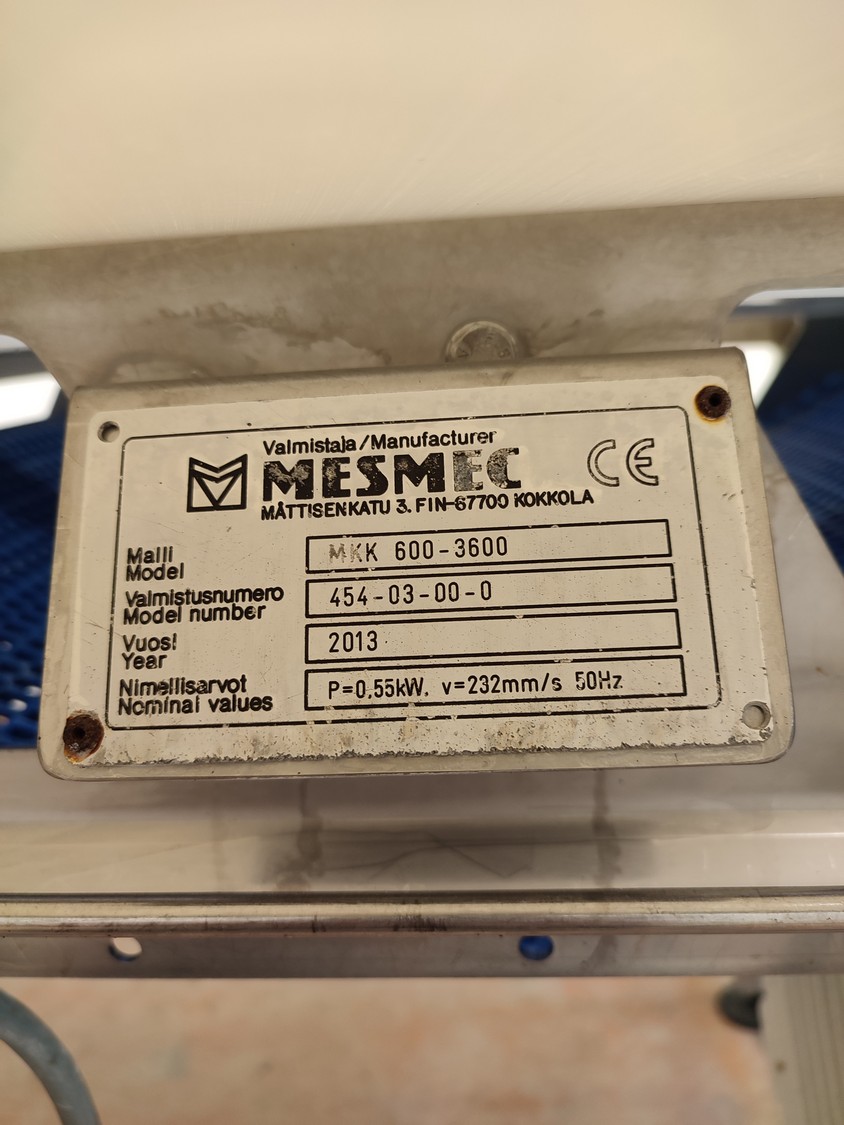 Valmistaja/Manufacturer
MESMEC
CE
MATTISENKATU 3. FIN-67700 KOKKOLA
Malli
Model
MKK 600-3600
Valmistusnumero
Model number
454-03-00-0
Vuosi
Year
2013
Nimellisarvot
Nominal values
P=0,55kW. v=232mm/s 50Hz